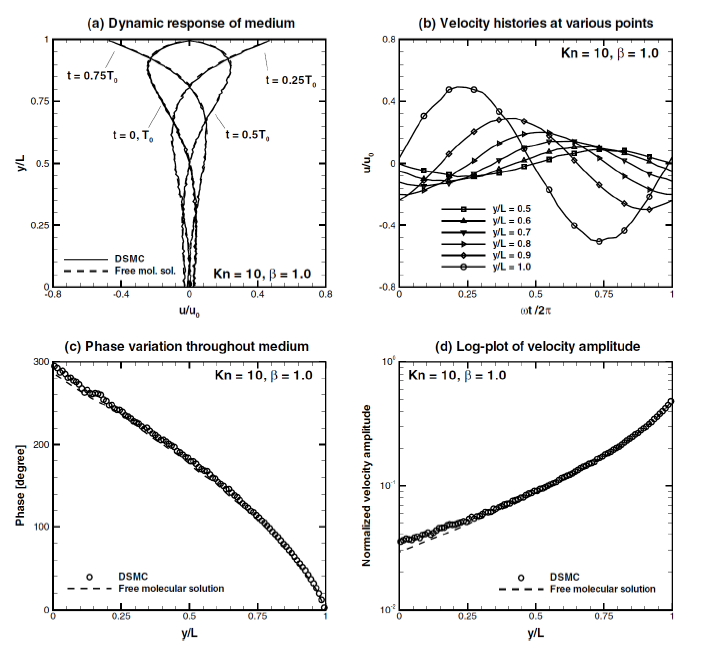 (a) Dynamic response of medium
1
0.75
0.5
0.25
0
y/L
t = 0.75T₀
t = 0.25T₀
t = 0, T₀
t = 0.5T₀
DSMC
Free mol. sol.
Kn = 10, β = 1.0
-0.8 -0.4 0 0.4 0.8
u/u₀
(b) Velocity histories at various points
0.8
0.4
0
-0.4
-0.8
u/u₀
Kn = 10, β = 1.0
y/L = 0.5
y/L = 0.6
y/L = 0.7
y/L = 0.8
y/L = 0.9
y/L = 1.0
0 0.25 0.5 0.75 1
ωt /2π
(c) Phase variation throughout medium
300
200
100
0
Phase [degree]
Kn = 10, β = 1.0
DSMC
Free molecular solution
0 0.25 0.5 0.75 1
y/L
(d) Log-plot of velocity amplitude
10⁰
10⁻¹
10⁻²
Normalized velocity amplitude
Kn = 10, β = 1.0
DSMC
Free molecular solution
0 0.25 0.5 0.75 1
y/L